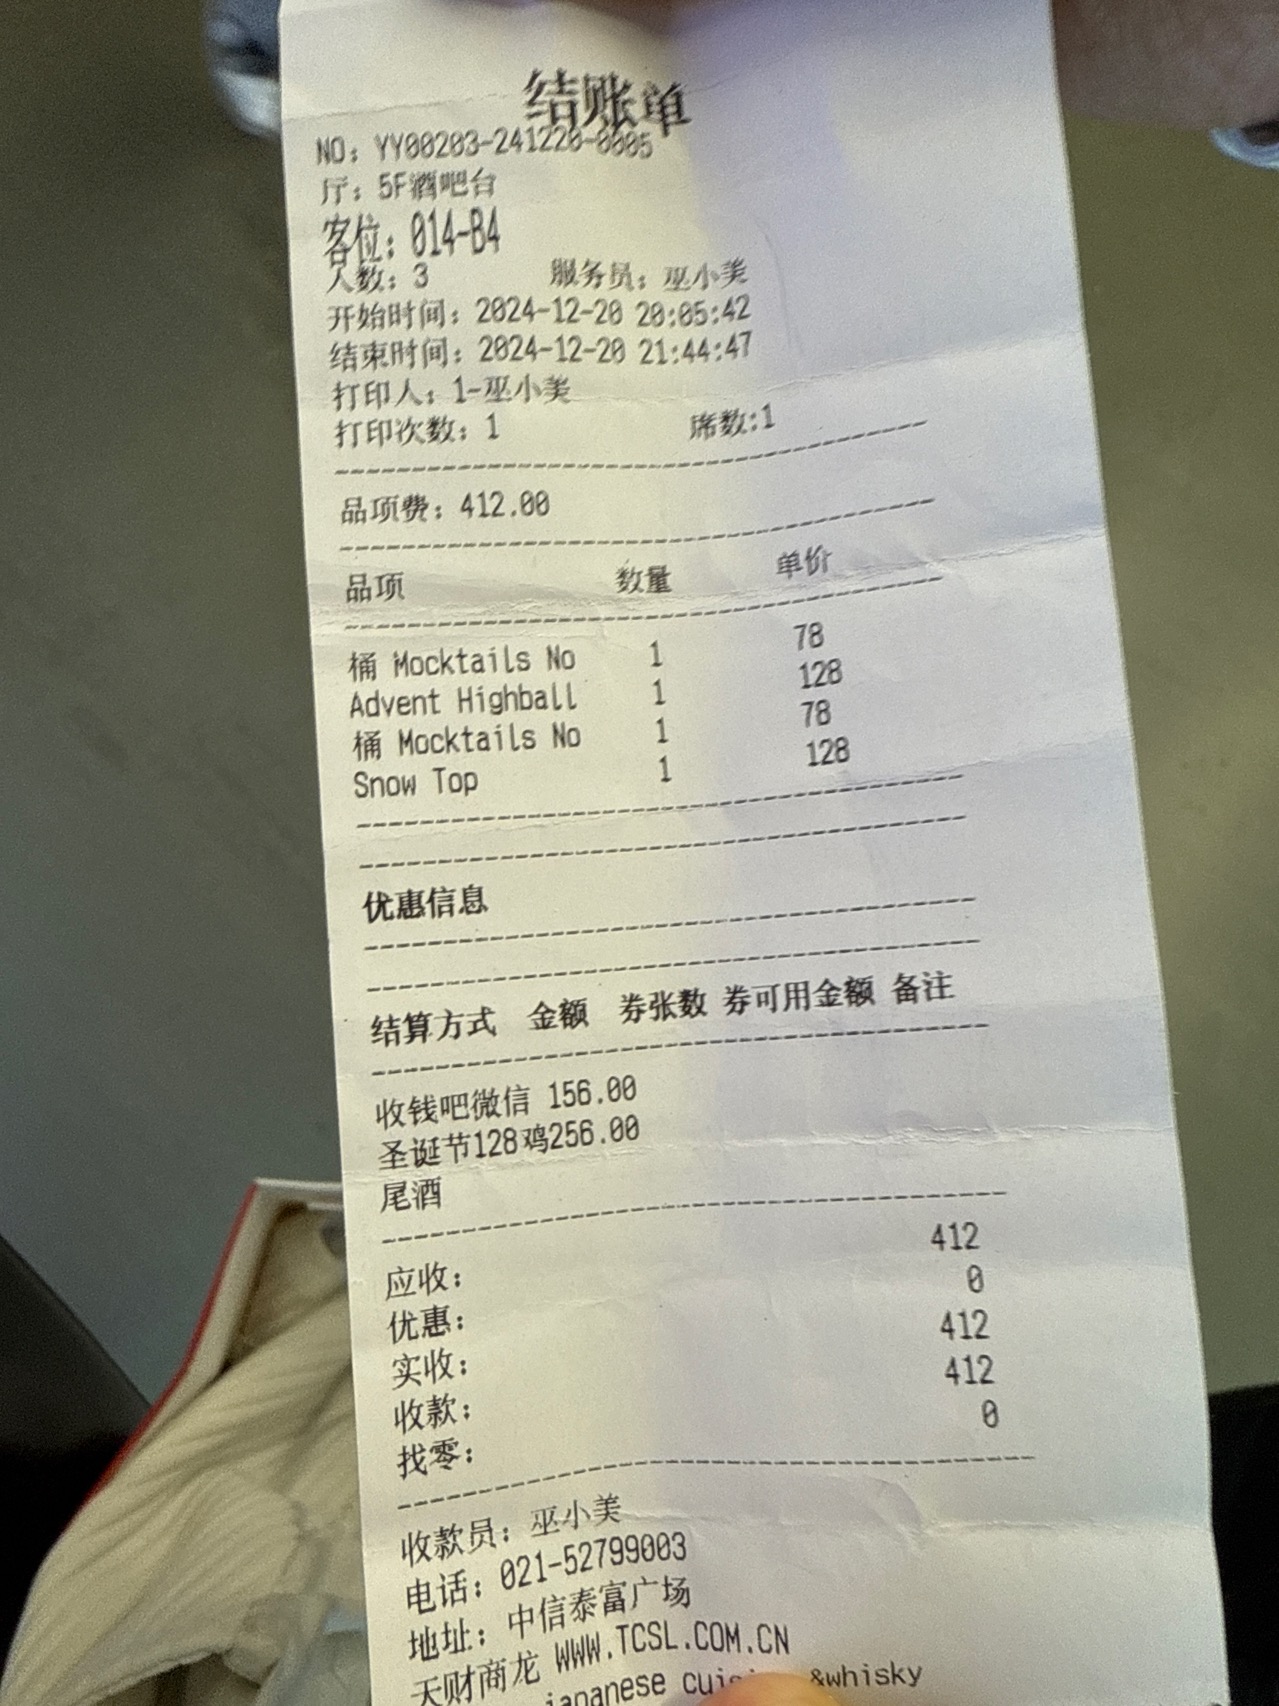 结账单
NO: YY00203-241220-0005
厅: 5F酒吧台
客位: 014-B4
人数: 3 服务员: 巫小美
开始时间: 2024-12-20 20:05:42
结束时间: 2024-12-20 21:44:47
打印人: 1-巫小美
打印次数: 1 席数:1
品项费: 412.00
品项 数量 单价
桶 Mocktails No 1 78
Advent Highball 1 128
桶 Mocktails No 1 78
Snow Top 1 128
优惠信息
结算方式 金额 券张数 券可用金额 备注
收钱吧微信 156.00
圣诞节128鸡256.00
尾酒
应收: 412
优惠: 0
实收: 412
收款: 412
找零: 0
收款员: 巫小美
电话: 021-52799003
地址: 中信泰富广场
天财商龙 WWW.TCSL.COM.CN
japanese &whisky